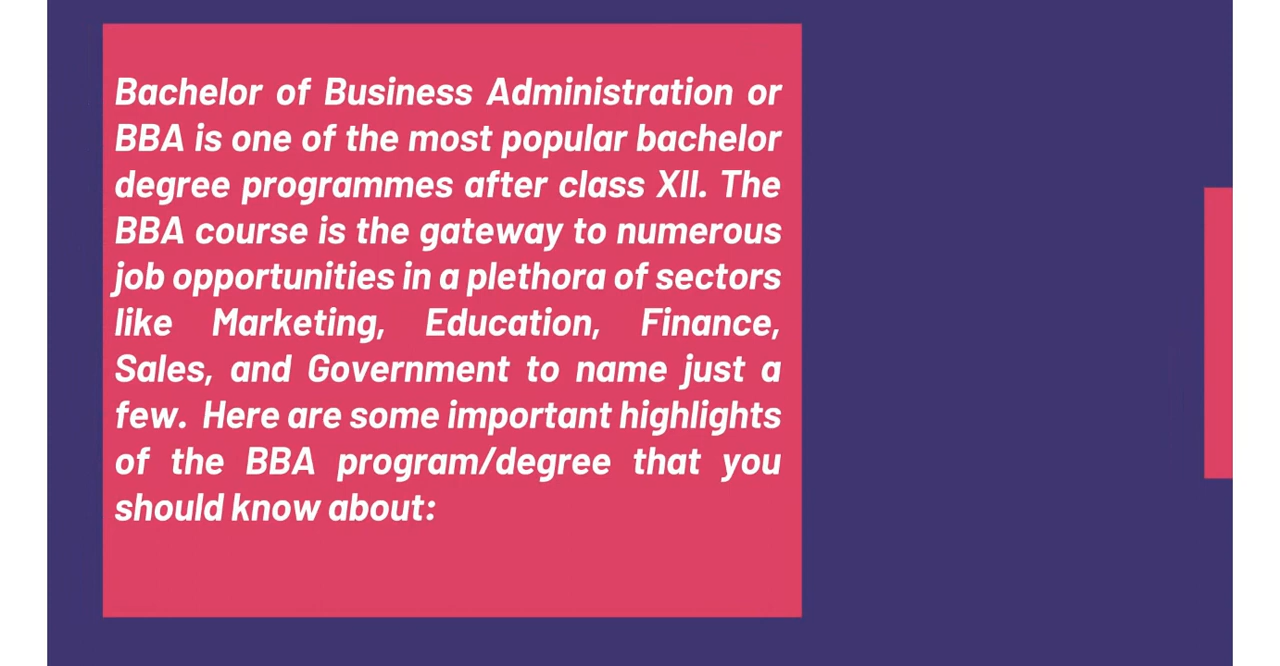 Bachelor of Business Administration or
BBA is one of the most popular bachelor
degree programmes after class XII. The
BBA course is the gateway to numerous
job opportunities in a plethora of sectors
like Marketing, Education, Finance,
Sales, and Government to name just a
few.  Here are some important highlights
of the BBA program/degree that you
should know about: